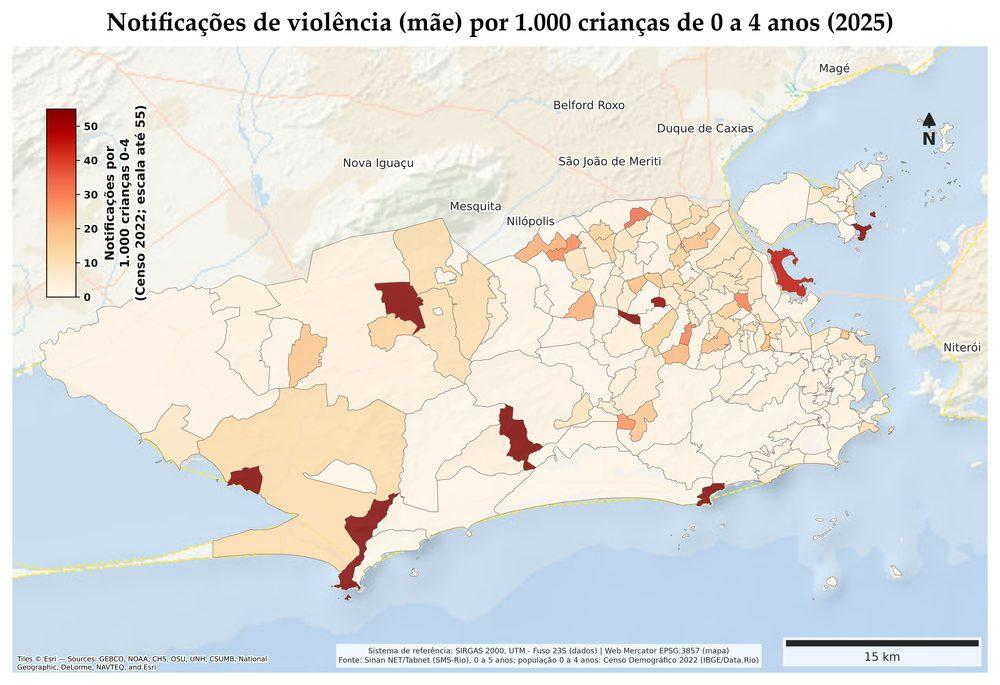 Notificações de violência (mãe) por 1.000 crianças de 0 a 4 anos (2025)
Magé
Belford Roxo
Duque de Caxias
N
Nova Iguaçu
São João de Meriti
Mesquita
Nilópolis
Niterói
50
40
30
20
10
0
Notificações por
1.000 crianças 0-4
(Censo 2022; escala até 55)
15 km
Sistema de referência: SIRGAS 2000, UTM - Fuso 23S (dados) | Web Mercator EPSG:3857 (mapa)
Fonte: Sinan NET/Tabnet (SMS-Rio), 0 a 5 anos; população 0 a 4 anos: Censo Demográfico 2022 (IBGE/Data.Rio)
Tiles © Esri — Sources: GEBCO, NOAA, CHS, OSU, UNH, CSUMB, National
Geographic, DeLorme, NAVTEQ, and Esri